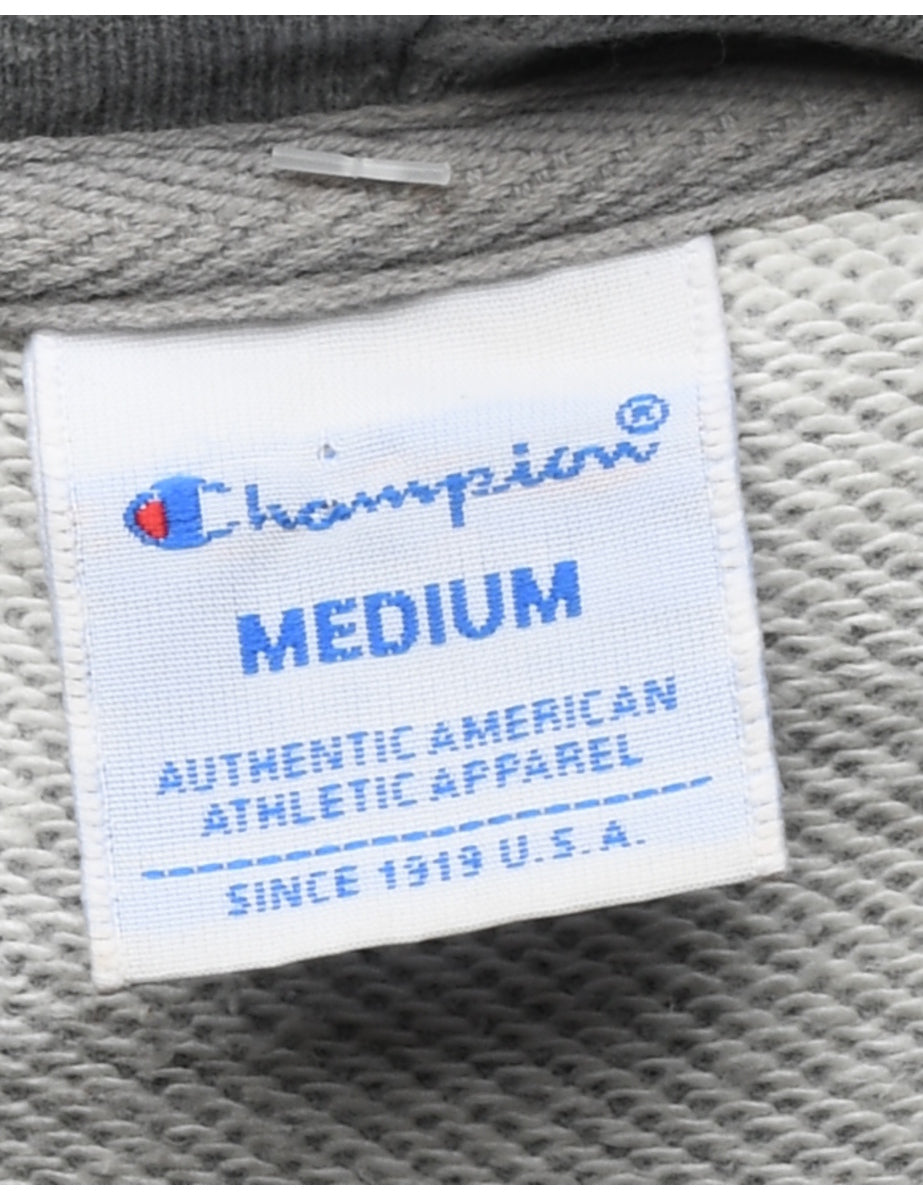 Champion®
MEDIUM
AUTHENTIC AMERICAN
ATHLETIC APPAREL
SINCE 1919 U.S.A.